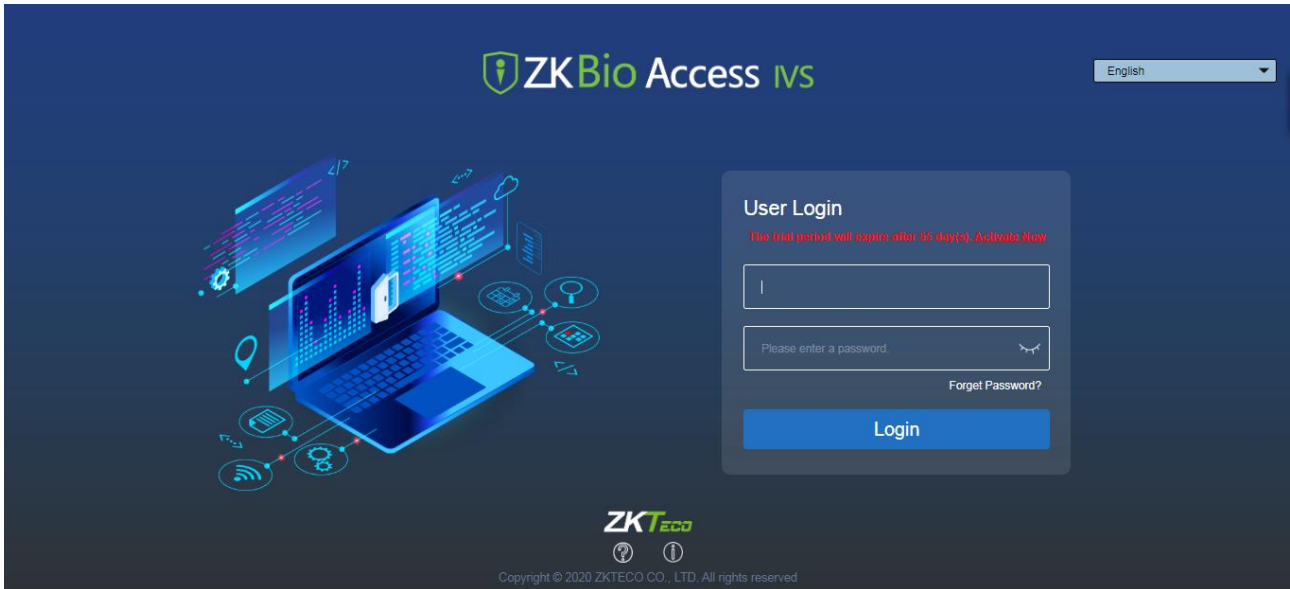 ZKBio Access IVS
English
User Login
The trial period will expire after 55 day(s). Activate Now
Please enter a password.
Forget Password?
Login
ZKTECO
Copyright © 2020 ZKTECO CO., LTD. All rights reserved